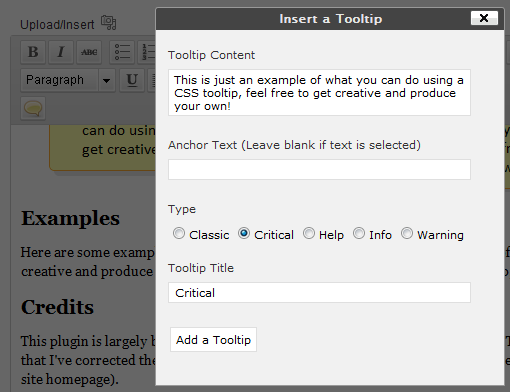 Insert a Tooltip
Upload/Insert
B I ABC
Paragraph U
can do using
get creative
Examples
Here are some examp
creative and produce
Credits
This plugin is largely b
that I've corrected the
site homepage).
Tooltip Content
This is just an example of what you can do using a
CSS tooltip, feel free to get creative and produce
your own!
Anchor Text (Leave blank if text is selected)
Type
Classic Critical Help Info Warning
Tooltip Title
Critical
Add a Tooltip